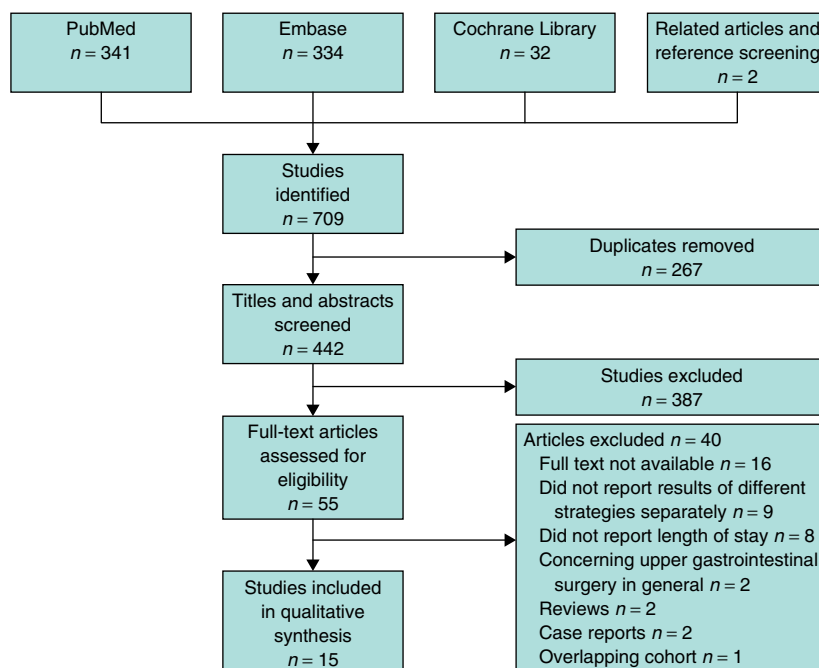 PubMed
n = 341
Embase
n = 334
Cochrane Library
n = 32
Related articles and
reference screening
n = 2
Studies
identified
n = 709
Duplicates removed
n = 267
Titles and abstracts
screened
n = 442
Studies excluded
n = 387
Full-text articles
assessed for
eligibility
n = 55
Articles excluded n = 40
Full text not available n = 16
Did not report results of different
strategies separately n = 9
Did not report length of stay n = 8
Concerning upper gastrointestinal
surgery in general n = 2
Reviews n = 2
Case reports n = 2
Overlapping cohort n = 1
Studies included
in qualitative
synthesis
n = 15